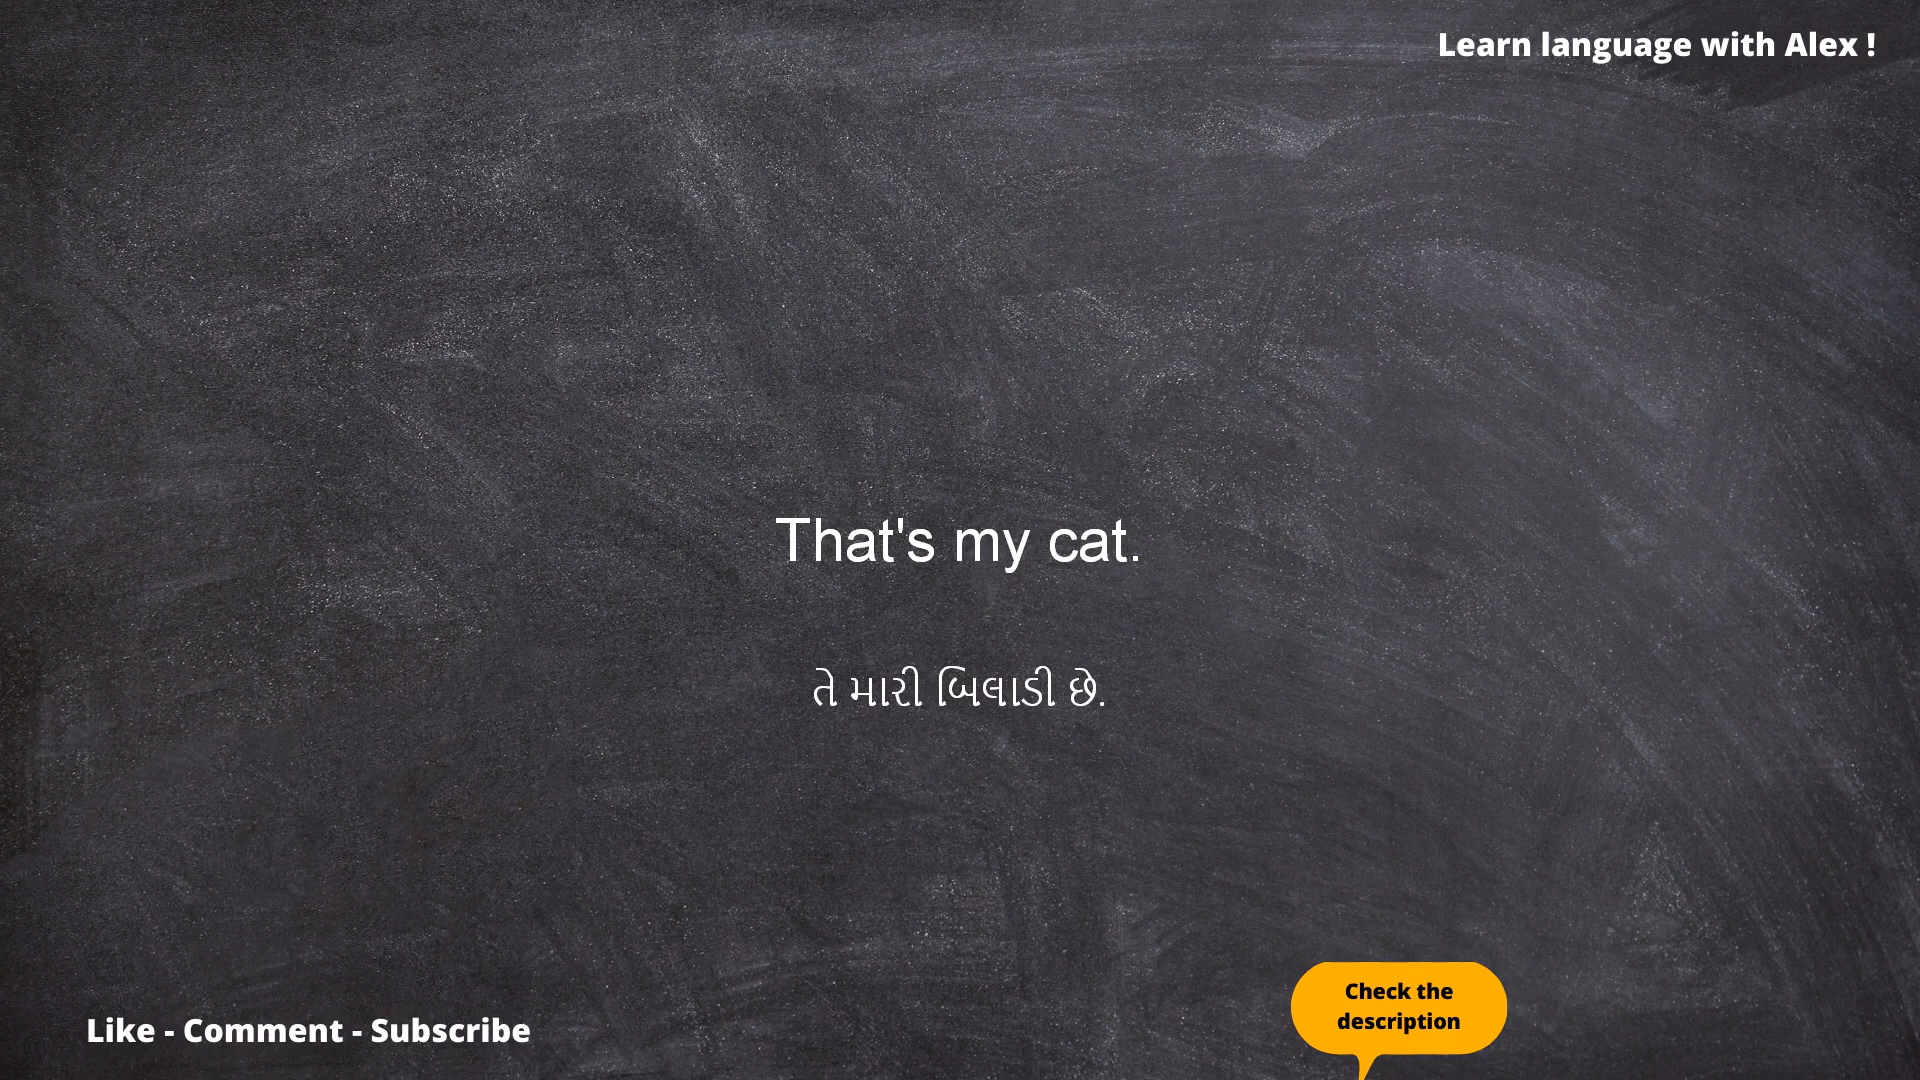 Learn language with Alex !
That's my cat.
તે મારી બિલાડી છે.
Check the
description
Like - Comment - Subscribe